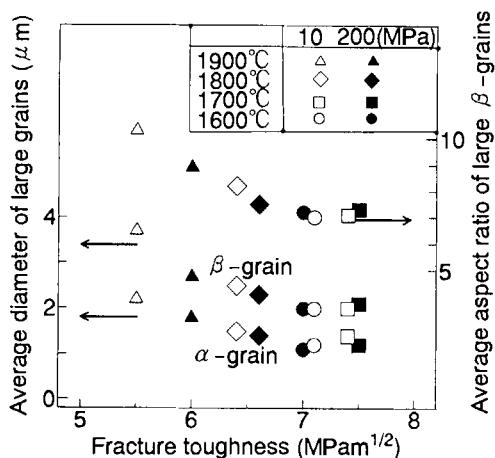 10 200(MPa)
1900°C
1800°C
1700°C
1600°C
Average diameter of large grains (μm)
4
2
0
β-grain
α-grain
10
5
Average aspect ratio of large β-grains
5 6 7 8
Fracture toughness (MPam1/2)